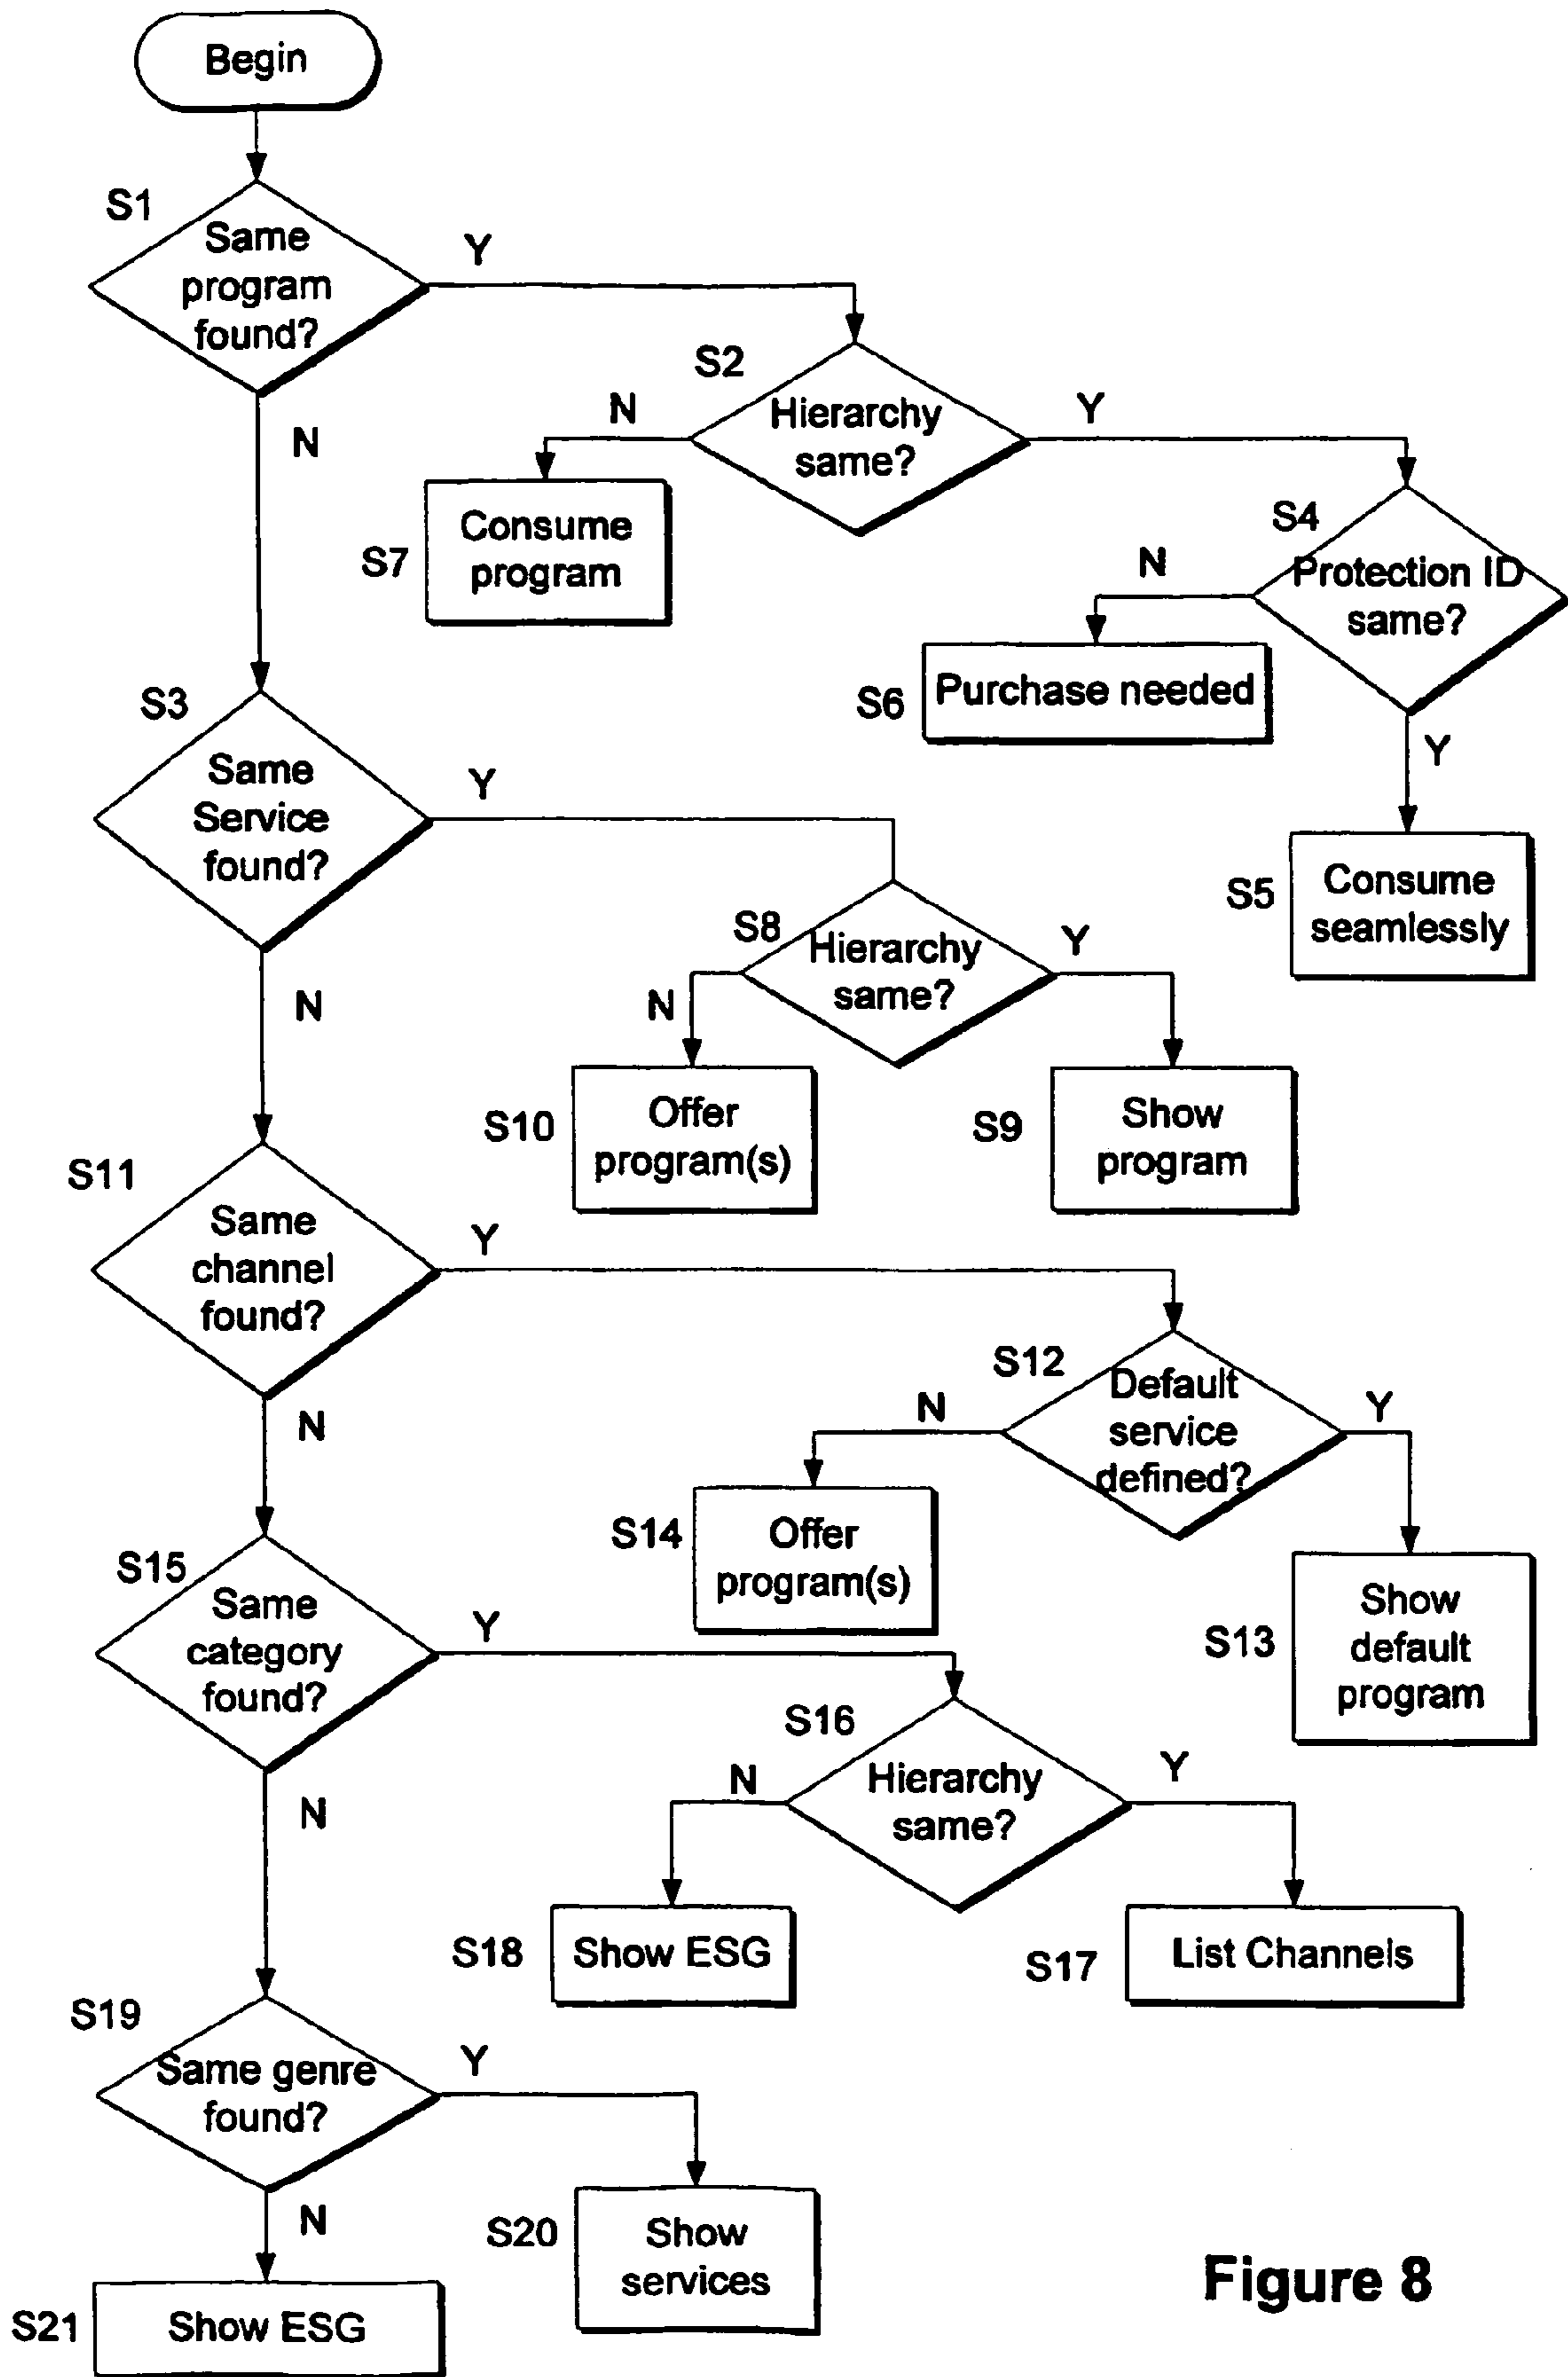 Begin
S1
Same
program
found?
Y
N
S2
Hierarchy
same?
N
Y
S7
Consume
program
S4
Protection ID
same?
N
Y
S6
Purchase needed
S5
Consume
seamlessly
S3
Same
Service
found?
Y
N
S8
Hierarchy
same?
N
Y
S10
Offer
program(s)
S9
Show
program
S11
Same
channel
found?
Y
N
S12
Default
service
defined?
N
Y
S14
Offer
program(s)
S13
Show
default
program
S15
Same
category
found?
Y
N
S16
Hierarchy
same?
N
Y
S18
Show ESG
S17
List Channels
S19
Same genre
found?
Y
N
S20
Show
services
S21
Show ESG
Figure 8